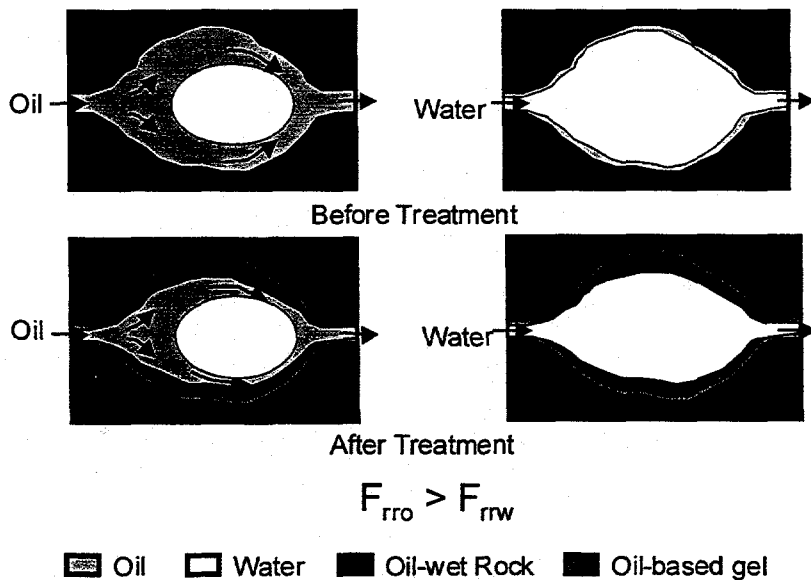 Oil
Water
Before Treatment
Oil
Water
After Treatment
Frro > Frrw
Oil Water Oil-wet Rock Oil-based gel